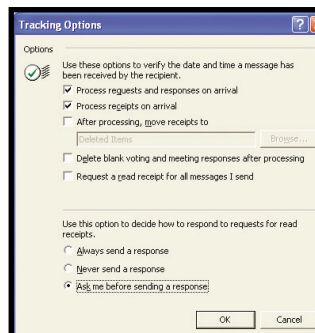 Tracking Options
Options
Use these options to verify the date and time a message has
been received by the recipient.
Process requests and responses on arrival
Process receipts on arrival
After processing, move receipts to
Deleted Items
Browse...
Delete blank voting and meeting responses after processing
Request a read receipt for all messages I send
Use this option to decide how to respond to requests for read
receipts.
Always send a response
Never send a response
Ask me before sending a response
OK
Cancel